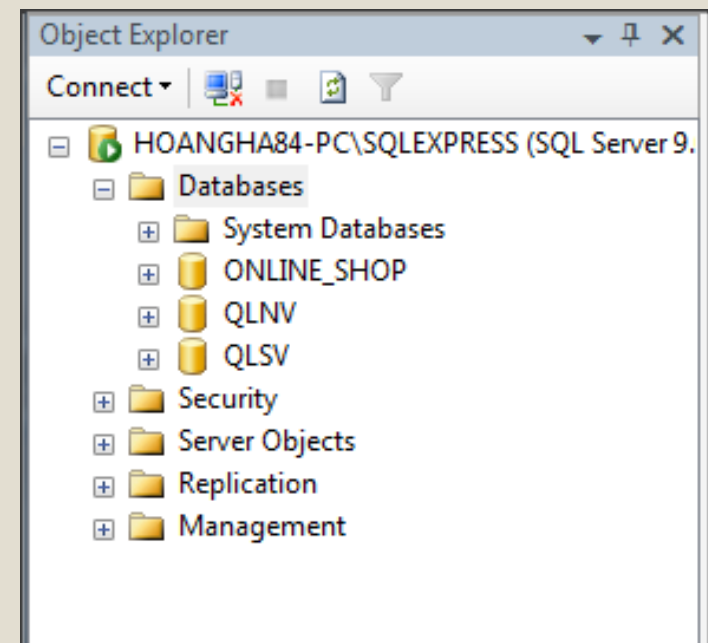 Object Explorer
Connect
HOANGHA84-PC\SQLEXPRESS (SQL Server 9.
Databases
System Databases
ONLINE_SHOP
QLNV
QLSV
Security
Server Objects
Replication
Management